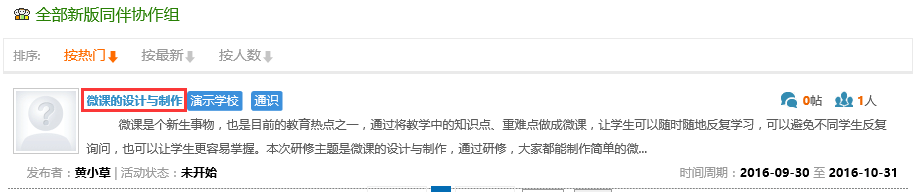 全部新版同伴协作组
排序: 按热门 按最新 按人数
微课的设计与制作 演示学校 通识 0帖 1人
微课是个新生事物，也是目前的教育热点之一，通过将教学中的知识点、重难点做成微课，让学生可以随时随地反复学习，可以避免不同学生反复
询问，也可以让学生更容易掌握。本次研修主题是微课的设计与制作，通过研修，大家都能制作简单的微...
发布者：黄小草 | 活动状态：未开始 时间周期：2016-09-30 至 2016-10-31